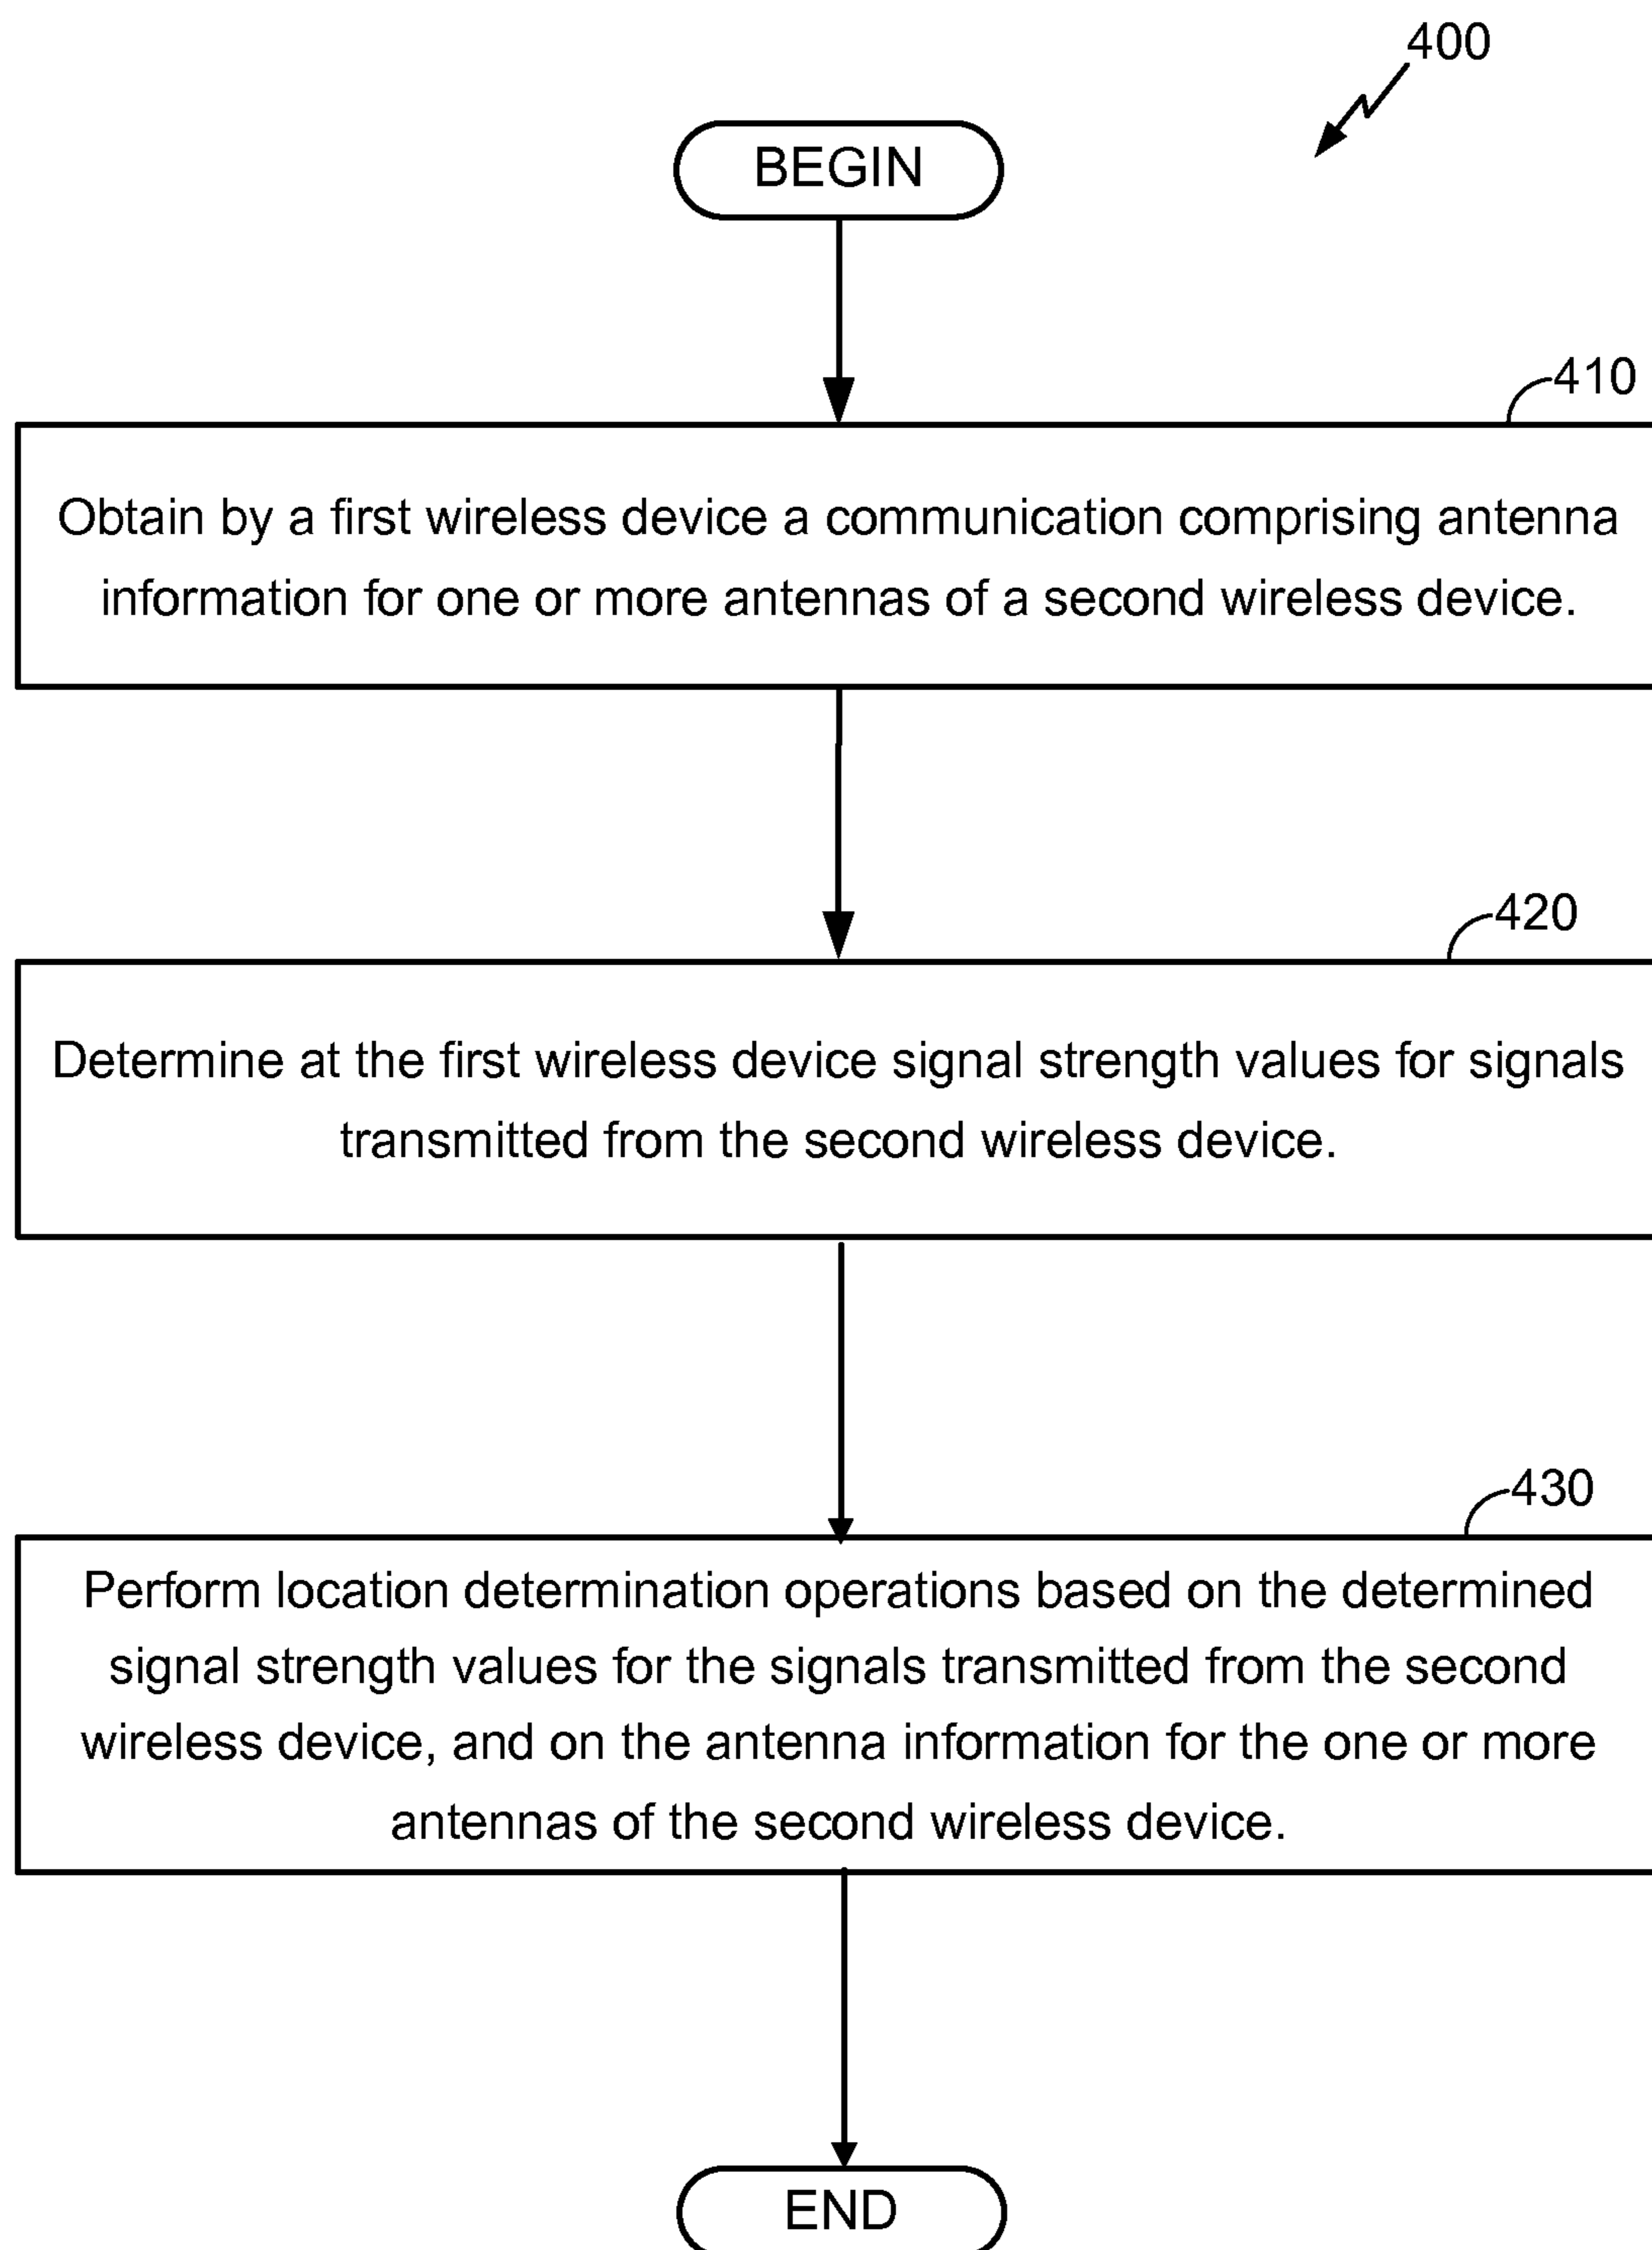 400
BEGIN
410
Obtain by a first wireless device a communication comprising antenna
information for one or more antennas of a second wireless device.
420
Determine at the first wireless device signal strength values for signals
transmitted from the second wireless device.
430
Perform location determination operations based on the determined
signal strength values for the signals transmitted from the second
wireless device, and on the antenna information for the one or more
antennas of the second wireless device.
END